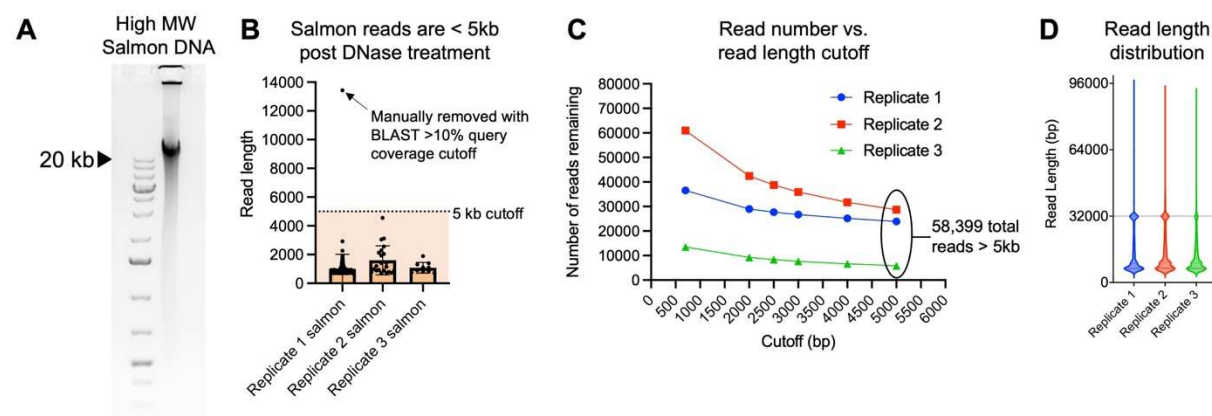 A
High MW
Salmon DNA
20 kb
B
Salmon reads are < 5kb
post DNase treatment
Read length
14000
12000
10000
8000
6000
4000
2000
0
Manually removed with
BLAST >10% query
coverage cutoff
5 kb cutoff
Replicate 1 salmon
Replicate 2 salmon
Replicate 3 salmon
C
Read number vs.
read length cutoff
Number of reads remaining
80000
70000
60000
50000
40000
30000
20000
10000
0
Replicate 1
Replicate 2
Replicate 3
58,399 total
reads > 5kb
0
500
1000
1500
2000
2500
3000
3500
4000
4500
5000
5500
6000
Cutoff (bp)
D
Read length
distribution
Read Length (bp)
96000
64000
32000
0
Replicate 1
Replicate 2
Replicate 3